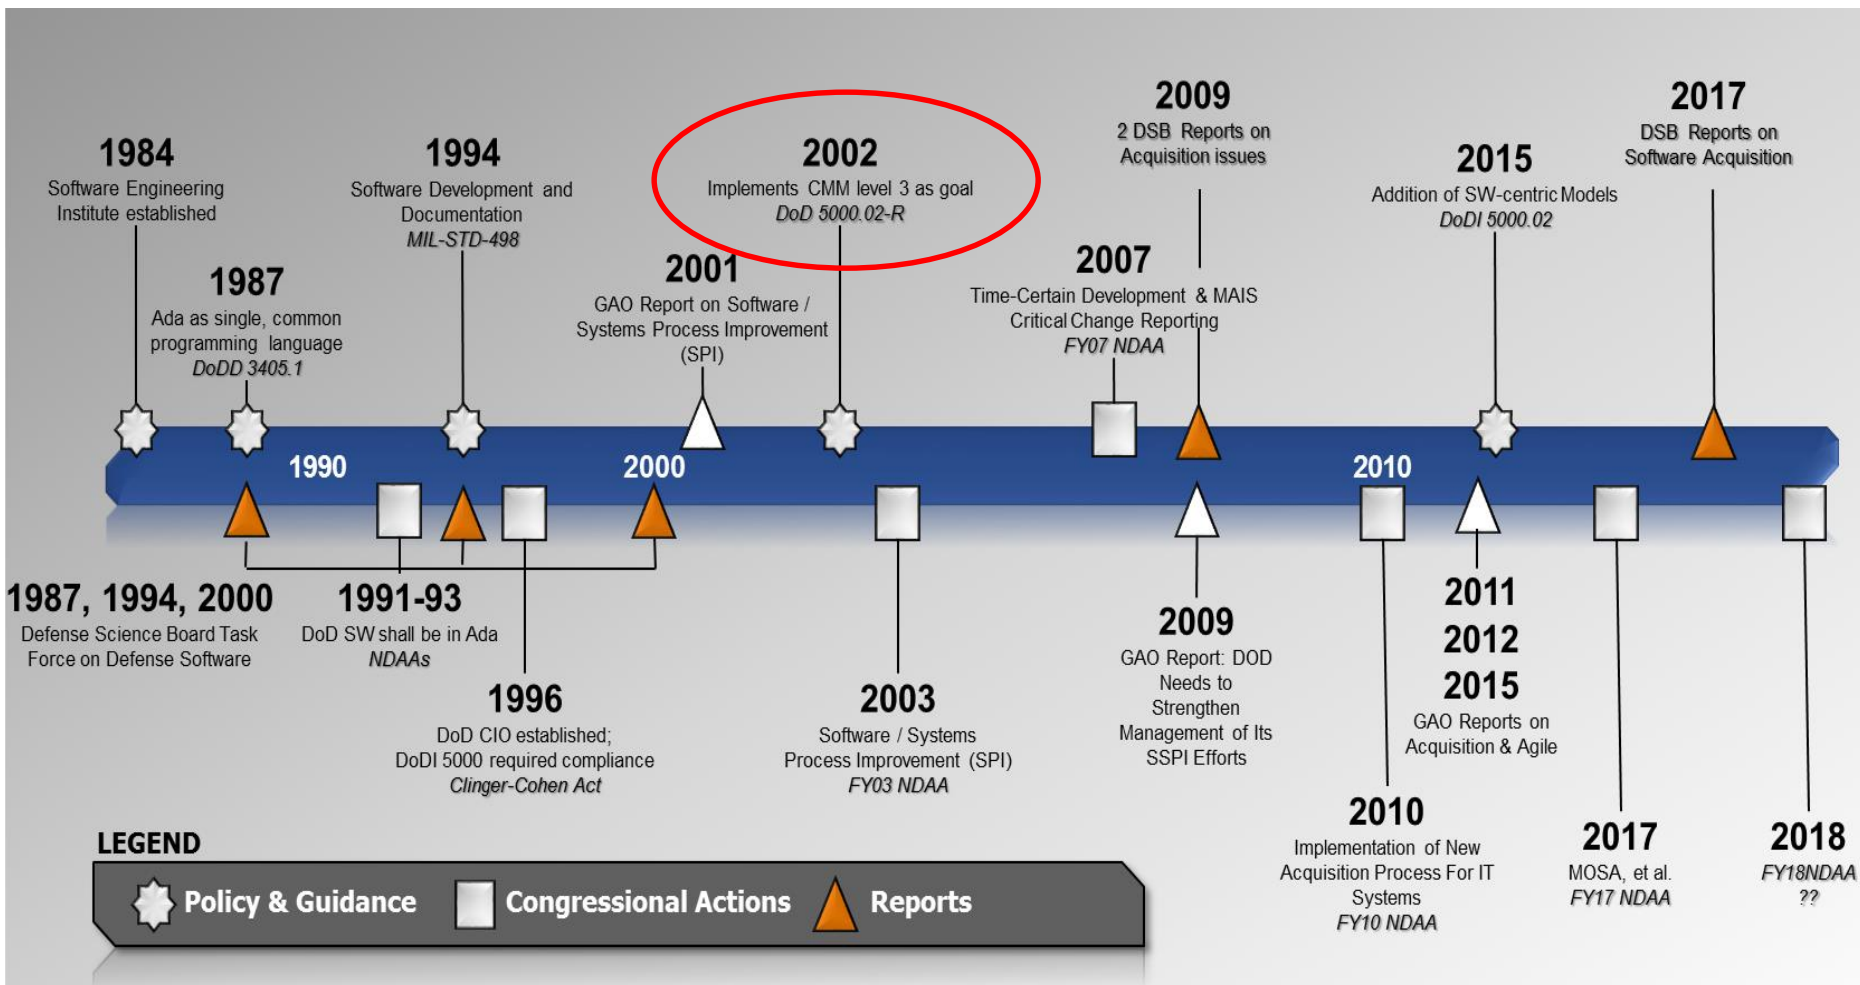 1984
Software Engineering
Institute established
1987
Ada as single, common
programming language
DoDD 3405.1
1994
Software Development and
Documentation
MIL-STD-498
2001
GAO Report on Software /
Systems Process Improvement
(SPI)
2002
Implements CMM level 3 as goal
DoD 5000.02-R
2007
Time-Certain Development & MAIS
Critical Change Reporting
FY07 NDAA
2009
2 DSB Reports on
Acquisition issues
2015
Addition of SW-centric Models
DoDI 5000.02
2017
DSB Reports on
Software Acquisition
1990
2000
2010
1987, 1994, 2000
Defense Science Board Task
Force on Defense Software
1991-93
DoD SW shall be in Ada
NDAAs
1996
DoD CIO established;
DoDI 5000 required compliance
Clinger-Cohen Act
2003
Software / Systems
Process Improvement (SPI)
FY03 NDAA
2009
GAO Report: DOD
Needs to
Strengthen
Management of Its
SSPI Efforts
2010
Implementation of New
Acquisition Process For IT
Systems
FY10 NDAA
2011
2012
2015
GAO Reports on
Acquisition & Agile
2017
MOSA, et al.
FY17 NDAA
2018
FY18NDAA
??
LEGEND
Policy & Guidance
Congressional Actions
Reports